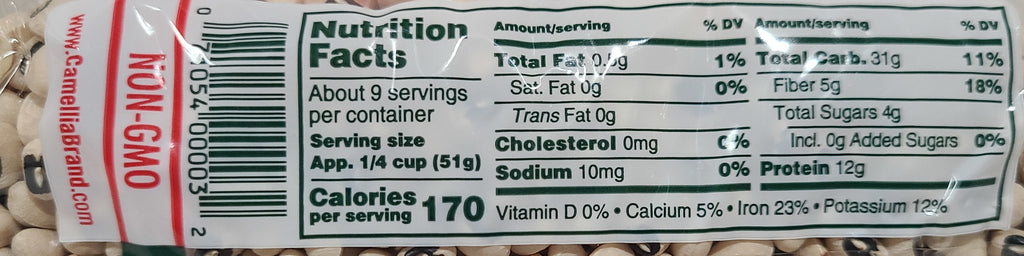 www.CamelliaBrand.com
NON-GMO
0 71054 00003 2
Nutrition
Facts
About 9 servings
per container
Serving size
App. 1/4 cup (51g)
Calories 170
per serving
Amount/serving % DV
Total Fat 0.5g 1%
Sat. Fat 0g 0%
Trans Fat 0g
Cholesterol 0mg 0%
Sodium 10mg 0%
Amount/serving % DV
Total Carb. 31g 11%
Fiber 5g 18%
Total Sugars 4g
Incl. 0g Added Sugars 0%
Protein 12g
Vitamin D 0% • Calcium 5% • Iron 23% • Potassium 12%